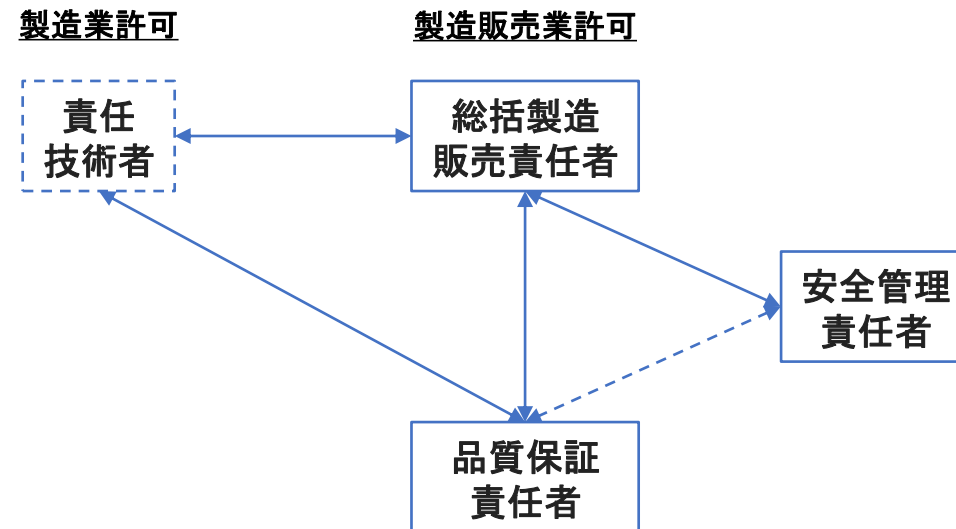 製造業許可
製造販売業許可
責任
技術者
総括製造
販売責任者
安全管理
責任者
品質保証
責任者